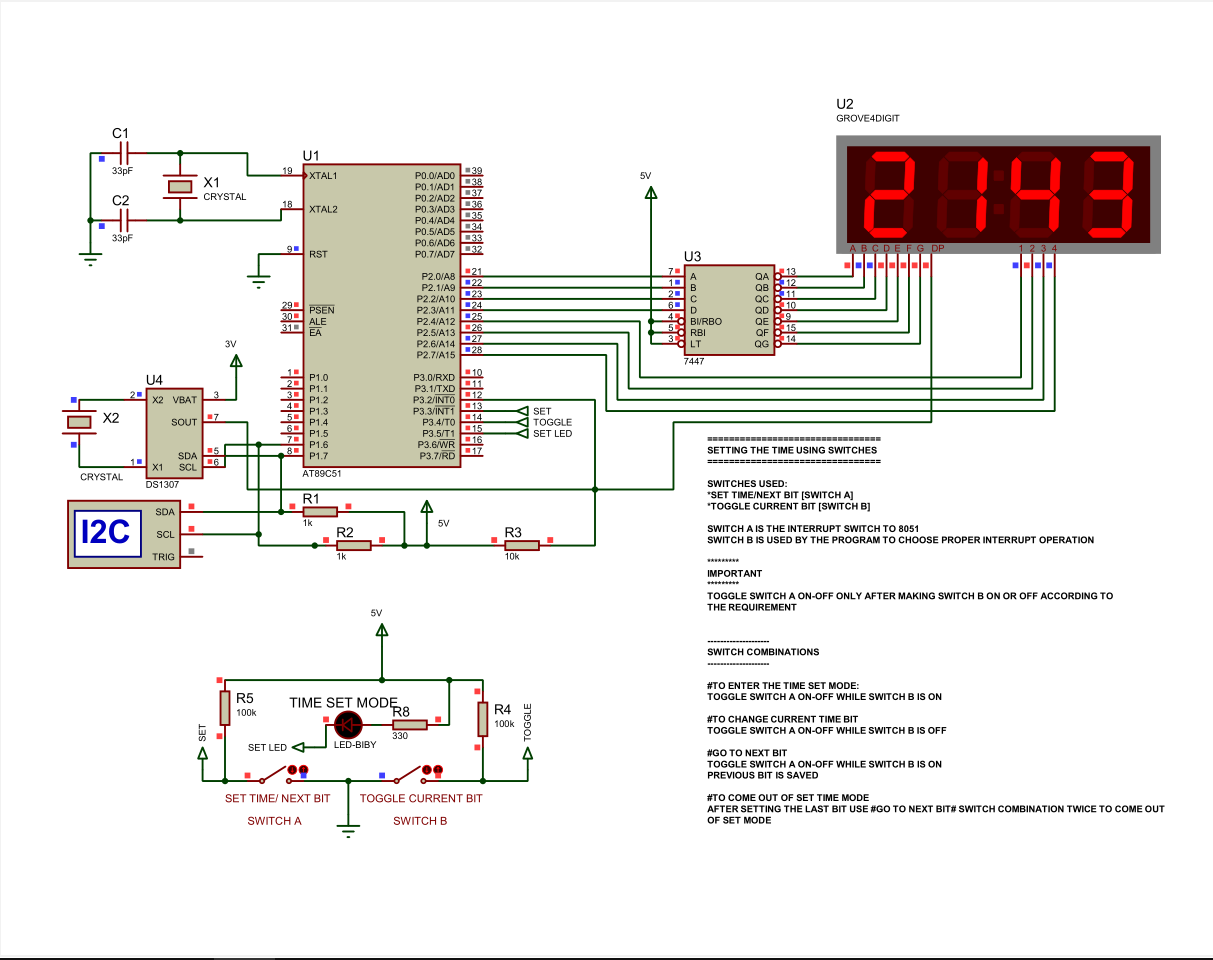 U2
GROVE4DIGIT
21:43
A B C D E F G DP 1 2 3 4
C1
33pF
X1
CRYSTAL
C2
33pF
U1
19 XTAL1
18 XTAL2
9 RST
29 PSEN
30 ALE
31 EA
1 P1.0
2 P1.1
3 P1.2
4 P1.3
5 P1.4
6 P1.5
7 P1.6
8 P1.7
P0.0/AD0 39
P0.1/AD1 38
P0.2/AD2 37
P0.3/AD3 36
P0.4/AD4 35
P0.5/AD5 34
P0.6/AD6 33
P0.7/AD7 32
P2.0/A8 21
P2.1/A9 22
P2.2/A10 23
P2.3/A11 24
P2.4/A12 25
P2.5/A13 26
P2.6/A14 27
P2.7/A15 28
P3.0/RXD 10
P3.1/TXD 11
P3.2/INT0 12
P3.3/INT1 13
P3.4/T0 14
P3.5/T1 15
P3.6/WR 16
P3.7/RD 17
AT89C51
SET
TOGGLE
SET LED
5V
U3
7 A
1 B
2 C
6 D
4 BI/RBO
5 RBI
3 LT
QA 13
QB 12
QC 11
QD 10
QE 9
QF 15
QG 14
7447
3V
U4
2 X2
1 X1
VBAT 3
SOUT 7
SDA 5
SCL 6
DS1307
X2
CRYSTAL
I2C
SDA
SCL
TRIG
R1
1k
R2
1k
5V
R3
10k
5V
R5
100k
TIME SET MODE
R8
330
LED-BIBY
R4
100k
SET
SET LED
TOGGLE
SET TIME/ NEXT BIT
SWITCH A
TOGGLE CURRENT BIT
SWITCH B
================================
SETTING THE TIME USING SWITCHES
================================
SWITCHES USED:
*SET TIME/NEXT BIT [SWITCH A]
*TOGGLE CURRENT BIT [SWITCH B]
SWITCH A IS THE INTERRUPT SWITCH TO 8051
SWITCH B IS USED BY THE PROGRAM TO CHOOSE PROPER INTERRUPT OPERATION
*********
IMPORTANT
*********
TOGGLE SWITCH A ON-OFF ONLY AFTER MAKING SWITCH B ON OR OFF ACCORDING TO
THE REQUIREMENT
--------------------
SWITCH COMBINATIONS
--------------------
#TO ENTER THE TIME SET MODE:
TOGGLE SWITCH A ON-OFF WHILE SWITCH B IS ON
#TO CHANGE CURRENT TIME BIT
TOGGLE SWITCH A ON-OFF WHILE SWITCH B IS OFF
#GO TO NEXT BIT
TOGGLE SWITCH A ON-OFF WHILE SWITCH B IS ON
PREVIOUS BIT IS SAVED
#TO COME OUT OF SET TIME MODE
AFTER SETTING THE LAST BIT USE #GO TO NEXT BIT# SWITCH COMBINATION TWICE TO COME OUT
OF SET MODE